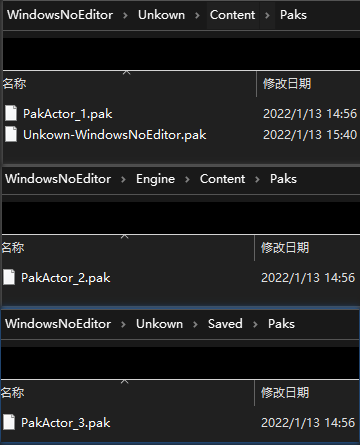 WindowsNoEditor > Unkown > Content > Paks
名称 修改日期
PakActor_1.pak 2022/1/13 14:56
Unkown-WindowsNoEditor.pak 2022/1/13 15:40
WindowsNoEditor > Engine > Content > Paks
名称 修改日期
PakActor_2.pak 2022/1/13 14:56
WindowsNoEditor > Unkown > Saved > Paks
名称 修改日期
PakActor_3.pak 2022/1/13 14:56